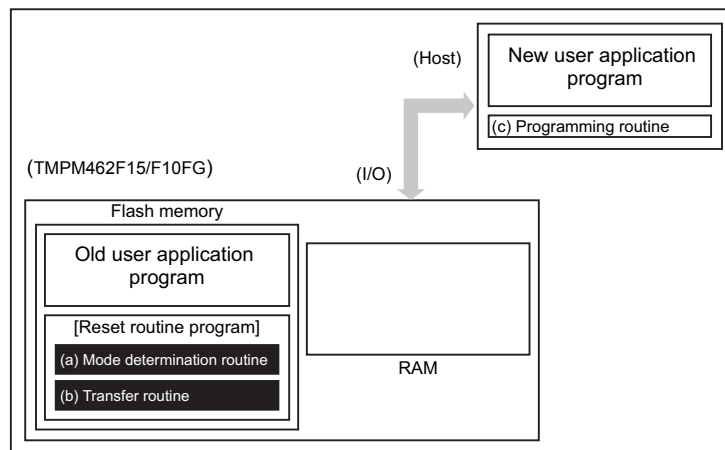 (Host)
New user application
program
(c) Programming routine
(TMPM462F15/F10FG)
(I/O)
Flash memory
Old user application
program
[Reset routine program]
(a) Mode determination routine
(b) Transfer routine
RAM